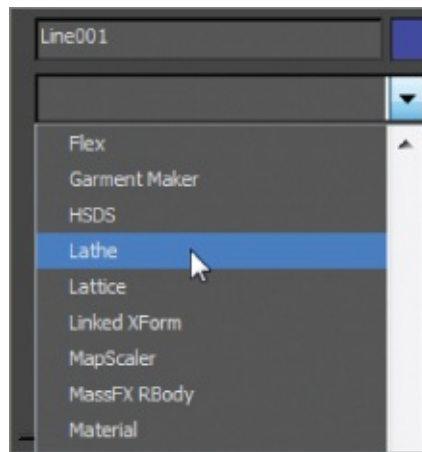 Line001
Flex
Garment Maker
HSDS
Lathe
Lattice
Linked XForm
MapScaler
MassFX RBody
Material